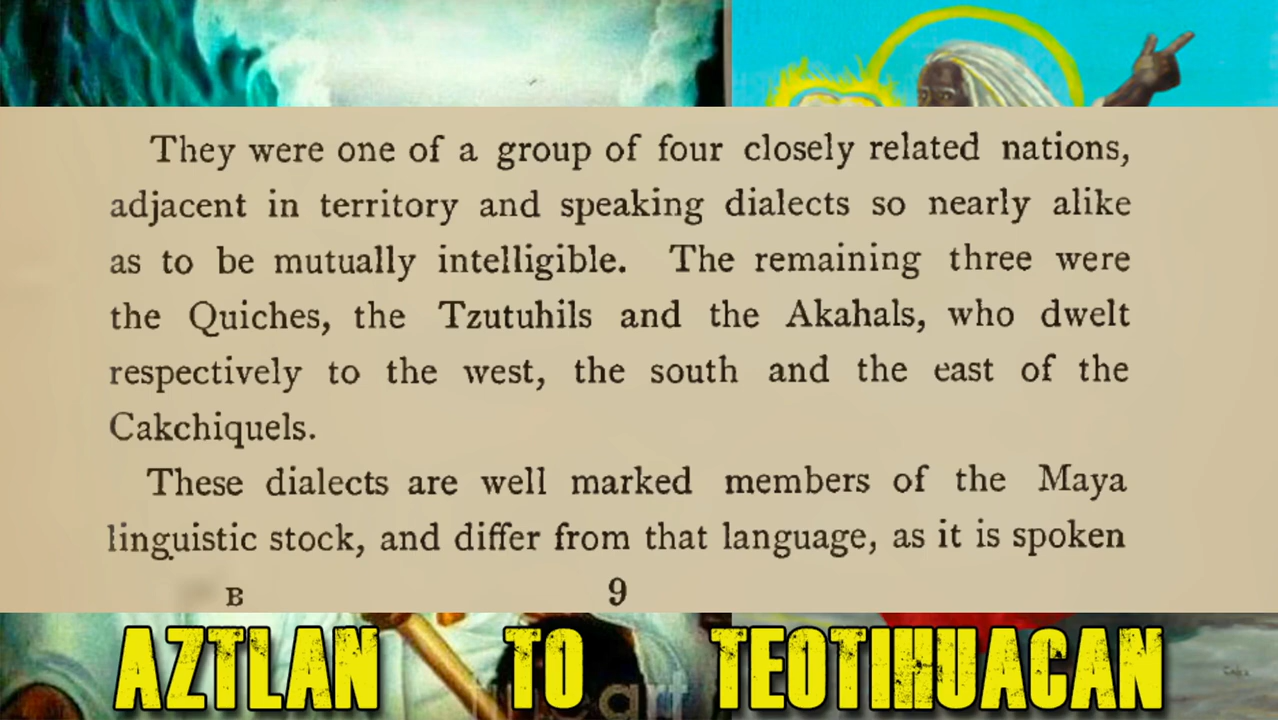 They were one of a group of four closely related nations,
adjacent in territory and speaking dialects so nearly alike
as to be mutually intelligible. The remaining three were
the Quiches, the Tzutuhils and the Akahals, who dwelt
respectively to the west, the south and the east of the
Cakchiquels.
These dialects are well marked members of the Maya
linguistic stock, and differ from that language, as it is spoken
B 9
AZTLAN TO TEOTIHUACAN